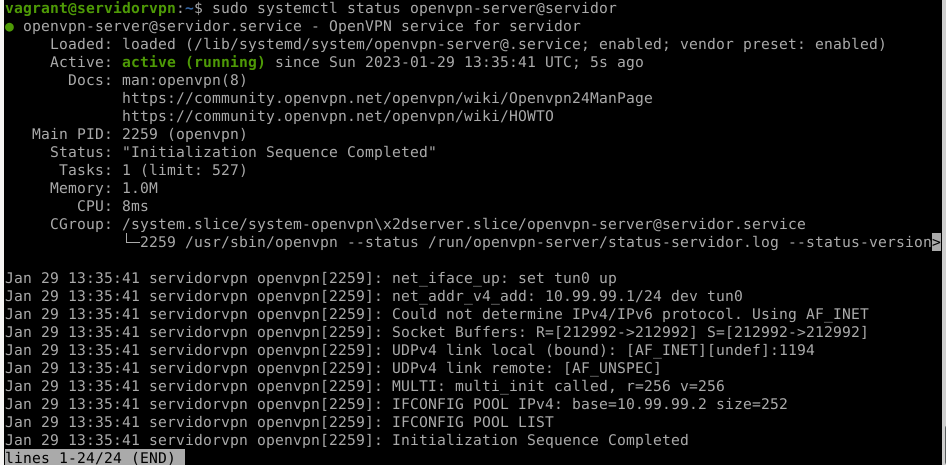 vagrant@servidorvpn:~$ sudo systemctl status openvpn-server@servidor
● openvpn-server@servidor.service - OpenVPN service for servidor
Loaded: loaded (/lib/systemd/system/openvpn-server@.service; enabled; vendor preset: enabled)
Active: active (running) since Sun 2023-01-29 13:35:41 UTC; 5s ago
Docs: man:openvpn(8)
https://community.openvpn.net/openvpn/wiki/Openvpn24ManPage
https://community.openvpn.net/openvpn/wiki/HOWTO
Main PID: 2259 (openvpn)
Status: "Initialization Sequence Completed"
Tasks: 1 (limit: 527)
Memory: 1.0M
CPU: 8ms
CGroup: /system.slice/system-openvpn\x2dserver.slice/openvpn-server@servidor.service
└─2259 /usr/sbin/openvpn --status /run/openvpn-server/status-servidor.log --status-version>
Jan 29 13:35:41 servidorvpn openvpn[2259]: net_iface_up: set tun0 up
Jan 29 13:35:41 servidorvpn openvpn[2259]: net_addr_v4_add: 10.99.99.1/24 dev tun0
Jan 29 13:35:41 servidorvpn openvpn[2259]: Could not determine IPv4/IPv6 protocol. Using AF_INET
Jan 29 13:35:41 servidorvpn openvpn[2259]: Socket Buffers: R=[212992->212992] S=[212992->212992]
Jan 29 13:35:41 servidorvpn openvpn[2259]: UDPv4 link local (bound): [AF_INET][undef]:1194
Jan 29 13:35:41 servidorvpn openvpn[2259]: UDPv4 link remote: [AF_UNSPEC]
Jan 29 13:35:41 servidorvpn openvpn[2259]: MULTI: multi_init called, r=256 v=256
Jan 29 13:35:41 servidorvpn openvpn[2259]: IFCONFIG POOL IPv4: base=10.99.99.2 size=252
Jan 29 13:35:41 servidorvpn openvpn[2259]: IFCONFIG POOL LIST
Jan 29 13:35:41 servidorvpn openvpn[2259]: Initialization Sequence Completed
lines 1-24/24 (END)